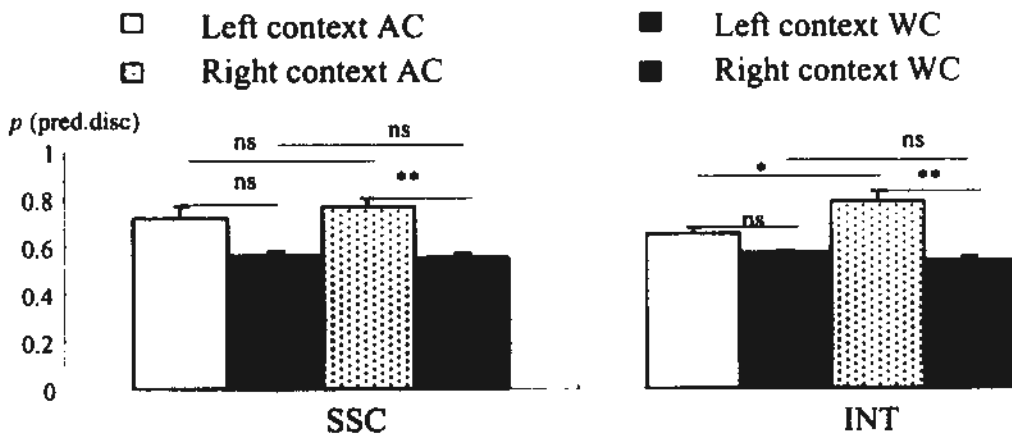 Left context AC
Right context AC
Left context WC
Right context WC
p (pred.disc)
1
0.8
0.6
0.4
0.2
0
ns
ns
ns
**
SSC
ns
*
**
ns
INT